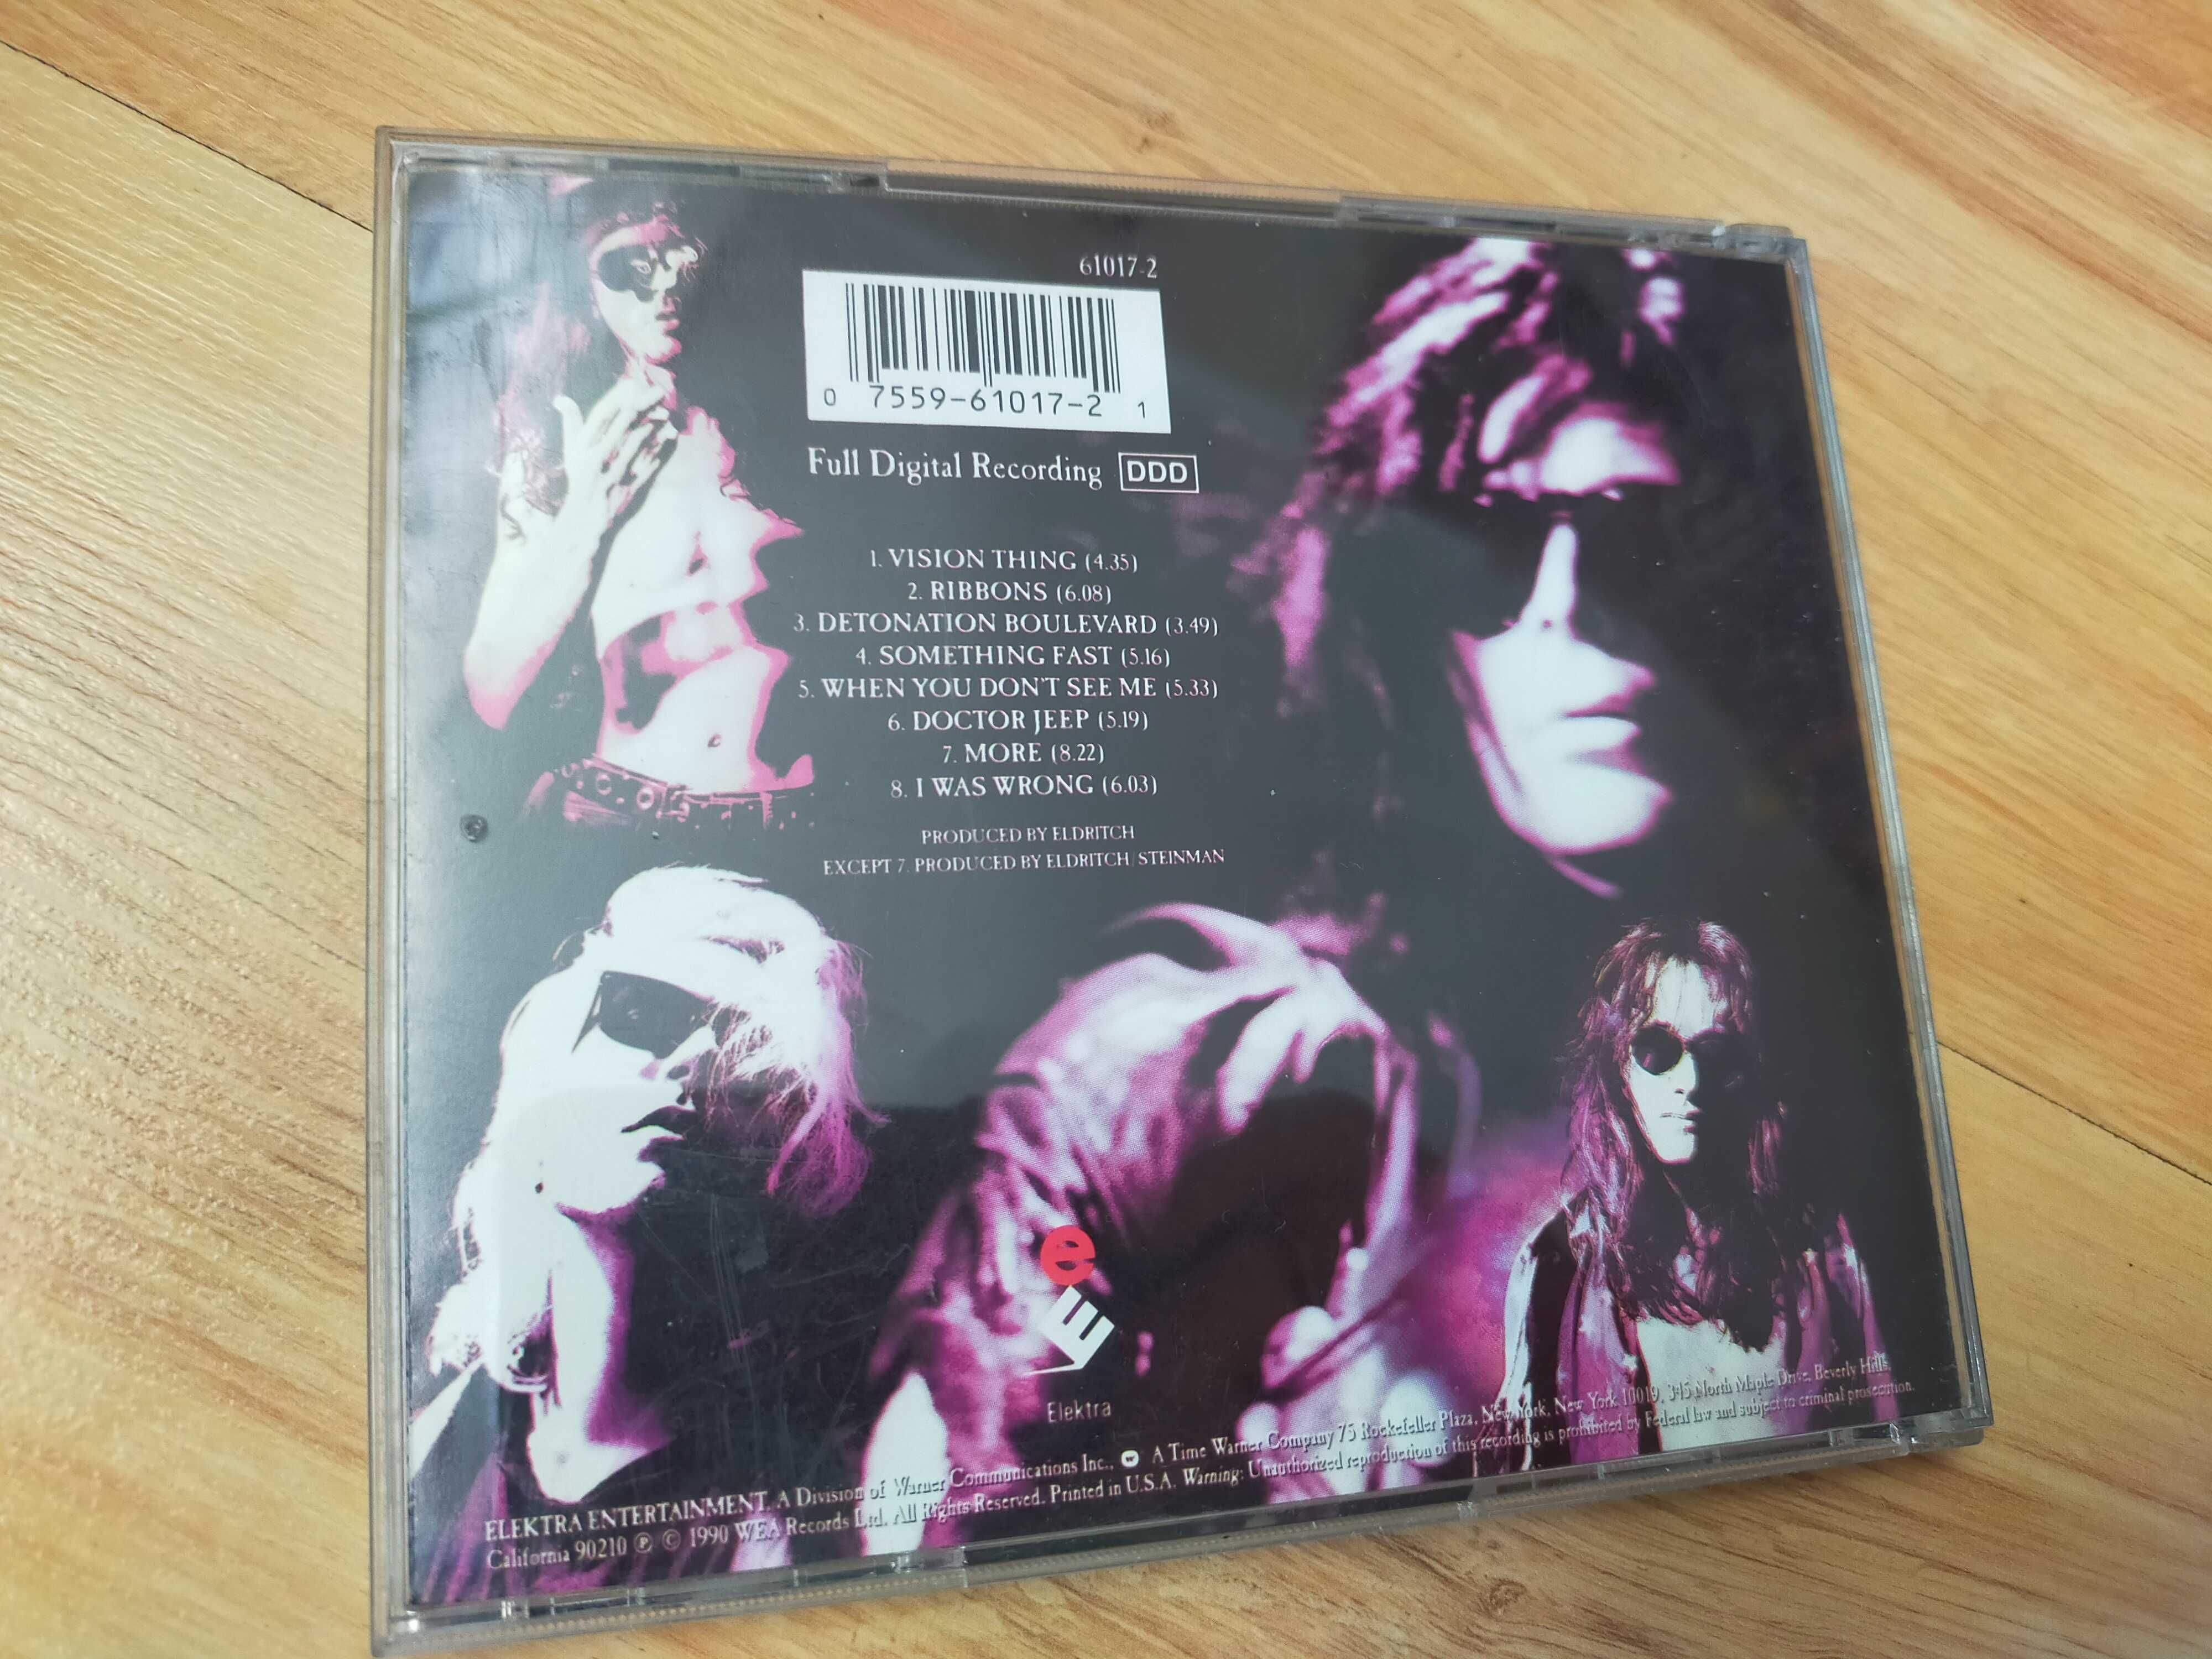 61017-2
0 7559-61017-2 1
Full Digital Recording DDD
1. VISION THING (4.35)
2. RIBBONS (6.08)
3. DETONATION BOULEVARD (3.49)
4. SOMETHING FAST (5.16)
5. WHEN YOU DON'T SEE ME (5.33)
6. DOCTOR JEEP (5.19)
7. MORE (8.22)
8. I WAS WRONG (6.03)
PRODUCED BY ELDRITCH
EXCEPT 7. PRODUCED BY ELDRITCH/STEINMAN
e
E
Elektra
ELEKTRA ENTERTAINMENT, A Division of Warner Communications Inc., A Time Warner Company 75 Rockefeller Plaza, New York, New York 10019, 345 North Maple Drive, Beverly Hills,
California 90210 ℗ © 1990 WEA Records Ltd. All Rights Reserved. Printed in U.S.A. Warning: Unauthorized reproduction of this recording is prohibited by Federal law and subject to criminal prosecution.